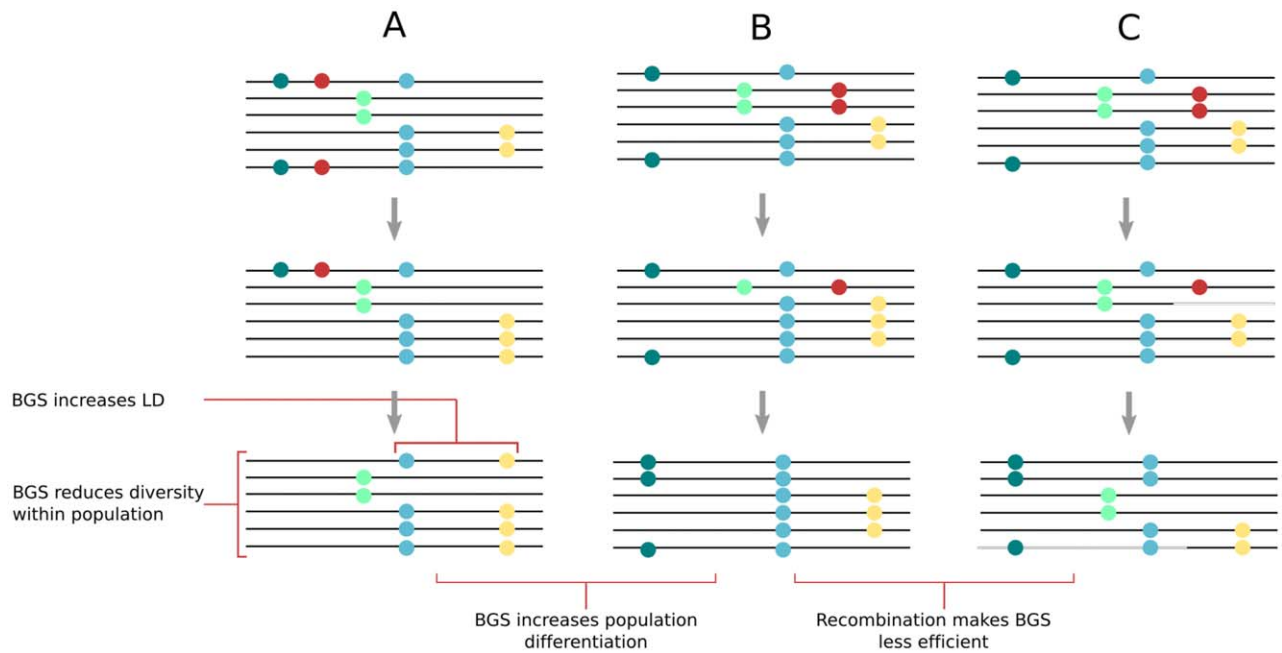 A
B
C
BGS increases LD
BGS reduces diversity
within population
BGS increases population
differentiation
Recombination makes BGS
less efficient